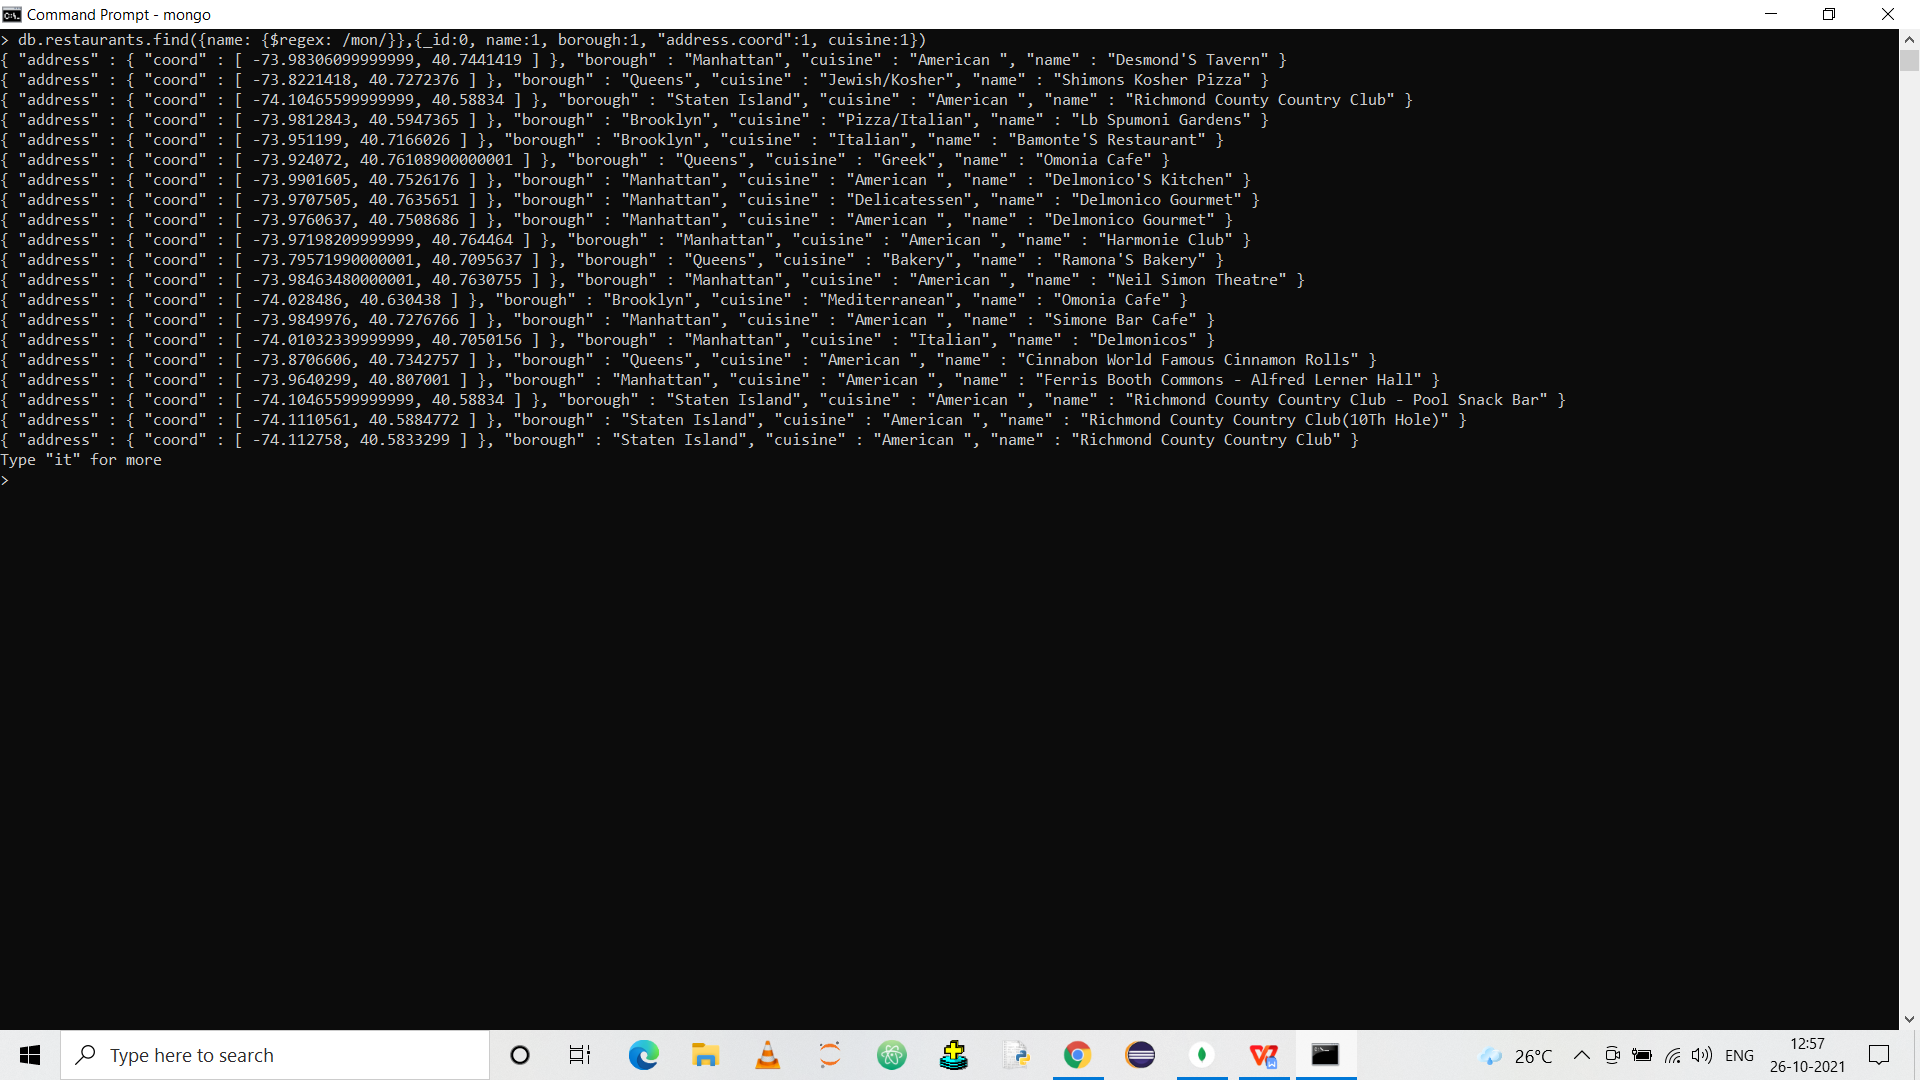 Command Prompt - mongo
> db.restaurants.find({name: {$regex: /mon/}},{_id:0, name:1, borough:1, "address.coord":1, cuisine:1})
{ "address" : { "coord" : [ -73.98306099999999, 40.7441419 ] }, "borough" : "Manhattan", "cuisine" : "American ", "name" : "Desmond'S Tavern" }
{ "address" : { "coord" : [ -73.8221418, 40.7272376 ] }, "borough" : "Queens", "cuisine" : "Jewish/Kosher", "name" : "Shimons Kosher Pizza" }
{ "address" : { "coord" : [ -74.10465599999999, 40.58834 ] }, "borough" : "Staten Island", "cuisine" : "American ", "name" : "Richmond County Country Club" }
{ "address" : { "coord" : [ -73.9812843, 40.5947365 ] }, "borough" : "Brooklyn", "cuisine" : "Pizza/Italian", "name" : "Lb Spumoni Gardens" }
{ "address" : { "coord" : [ -73.951199, 40.7166026 ] }, "borough" : "Brooklyn", "cuisine" : "Italian", "name" : "Bamonte'S Restaurant" }
{ "address" : { "coord" : [ -73.924072, 40.76108900000001 ] }, "borough" : "Queens", "cuisine" : "Greek", "name" : "Omonia Cafe" }
{ "address" : { "coord" : [ -73.9901605, 40.7526176 ] }, "borough" : "Manhattan", "cuisine" : "American ", "name" : "Delmonico'S Kitchen" }
{ "address" : { "coord" : [ -73.9707505, 40.7635651 ] }, "borough" : "Manhattan", "cuisine" : "Delicatessen", "name" : "Delmonico Gourmet" }
{ "address" : { "coord" : [ -73.9760637, 40.7508686 ] }, "borough" : "Manhattan", "cuisine" : "American ", "name" : "Delmonico Gourmet" }
{ "address" : { "coord" : [ -73.97198209999999, 40.764464 ] }, "borough" : "Manhattan", "cuisine" : "American ", "name" : "Harmonie Club" }
{ "address" : { "coord" : [ -73.79571990000001, 40.7095637 ] }, "borough" : "Queens", "cuisine" : "Bakery", "name" : "Ramona'S Bakery" }
{ "address" : { "coord" : [ -73.98463480000001, 40.7630755 ] }, "borough" : "Manhattan", "cuisine" : "American ", "name" : "Neil Simon Theatre" }
{ "address" : { "coord" : [ -74.028486, 40.630438 ] }, "borough" : "Brooklyn", "cuisine" : "Mediterranean", "name" : "Omonia Cafe" }
{ "address" : { "coord" : [ -73.9849976, 40.7276766 ] }, "borough" : "Manhattan", "cuisine" : "American ", "name" : "Simone Bar Cafe" }
{ "address" : { "coord" : [ -74.01032339999999, 40.7050156 ] }, "borough" : "Manhattan", "cuisine" : "Italian", "name" : "Delmonicos" }
{ "address" : { "coord" : [ -73.8706606, 40.7342757 ] }, "borough" : "Queens", "cuisine" : "American ", "name" : "Cinnabon World Famous Cinnamon Rolls" }
{ "address" : { "coord" : [ -73.9640299, 40.807001 ] }, "borough" : "Manhattan", "cuisine" : "American ", "name" : "Ferris Booth Commons - Alfred Lerner Hall" }
{ "address" : { "coord" : [ -74.10465599999999, 40.58834 ] }, "borough" : "Staten Island", "cuisine" : "American ", "name" : "Richmond County Country Club - Pool Snack Bar" }
{ "address" : { "coord" : [ -74.1110561, 40.5884772 ] }, "borough" : "Staten Island", "cuisine" : "American ", "name" : "Richmond County Country Club(10Th Hole)" }
{ "address" : { "coord" : [ -74.112758, 40.5833299 ] }, "borough" : "Staten Island", "cuisine" : "American ", "name" : "Richmond County Country Club" }
Type "it" for more
>
Type here to search
26°C
ENG
12:57
26-10-2021